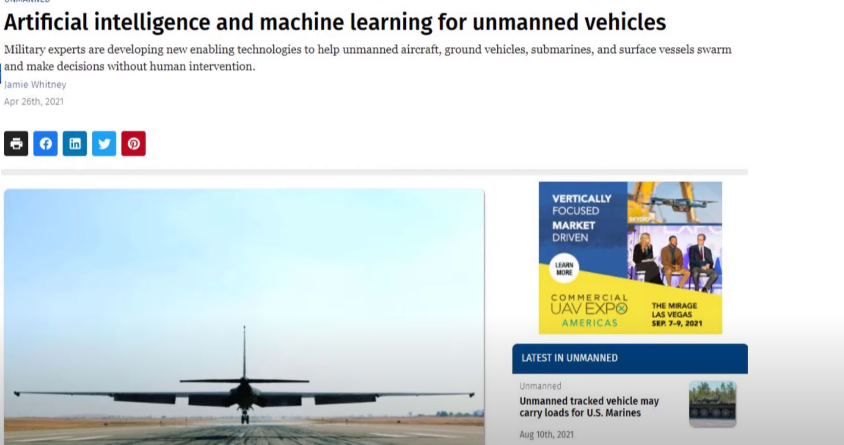 UNMANNED
Artificial intelligence and machine learning for unmanned vehicles
Military experts are developing new enabling technologies to help unmanned aircraft, ground vehicles, submarines, and surface vessels swarm
and make decisions without human intervention.
Jamie Whitney
Apr 26th, 2021
VERTICALLY
FOCUSED
MARKET
DRIVEN
LEARN
MORE
COMMERCIAL
UAV EXPO
AMERICAS
THE MIRAGE
LAS VEGAS
SEP. 7–9, 2021
LATEST IN UNMANNED
Unmanned
Unmanned tracked vehicle may
carry loads for U.S. Marines
Aug 10th, 2021